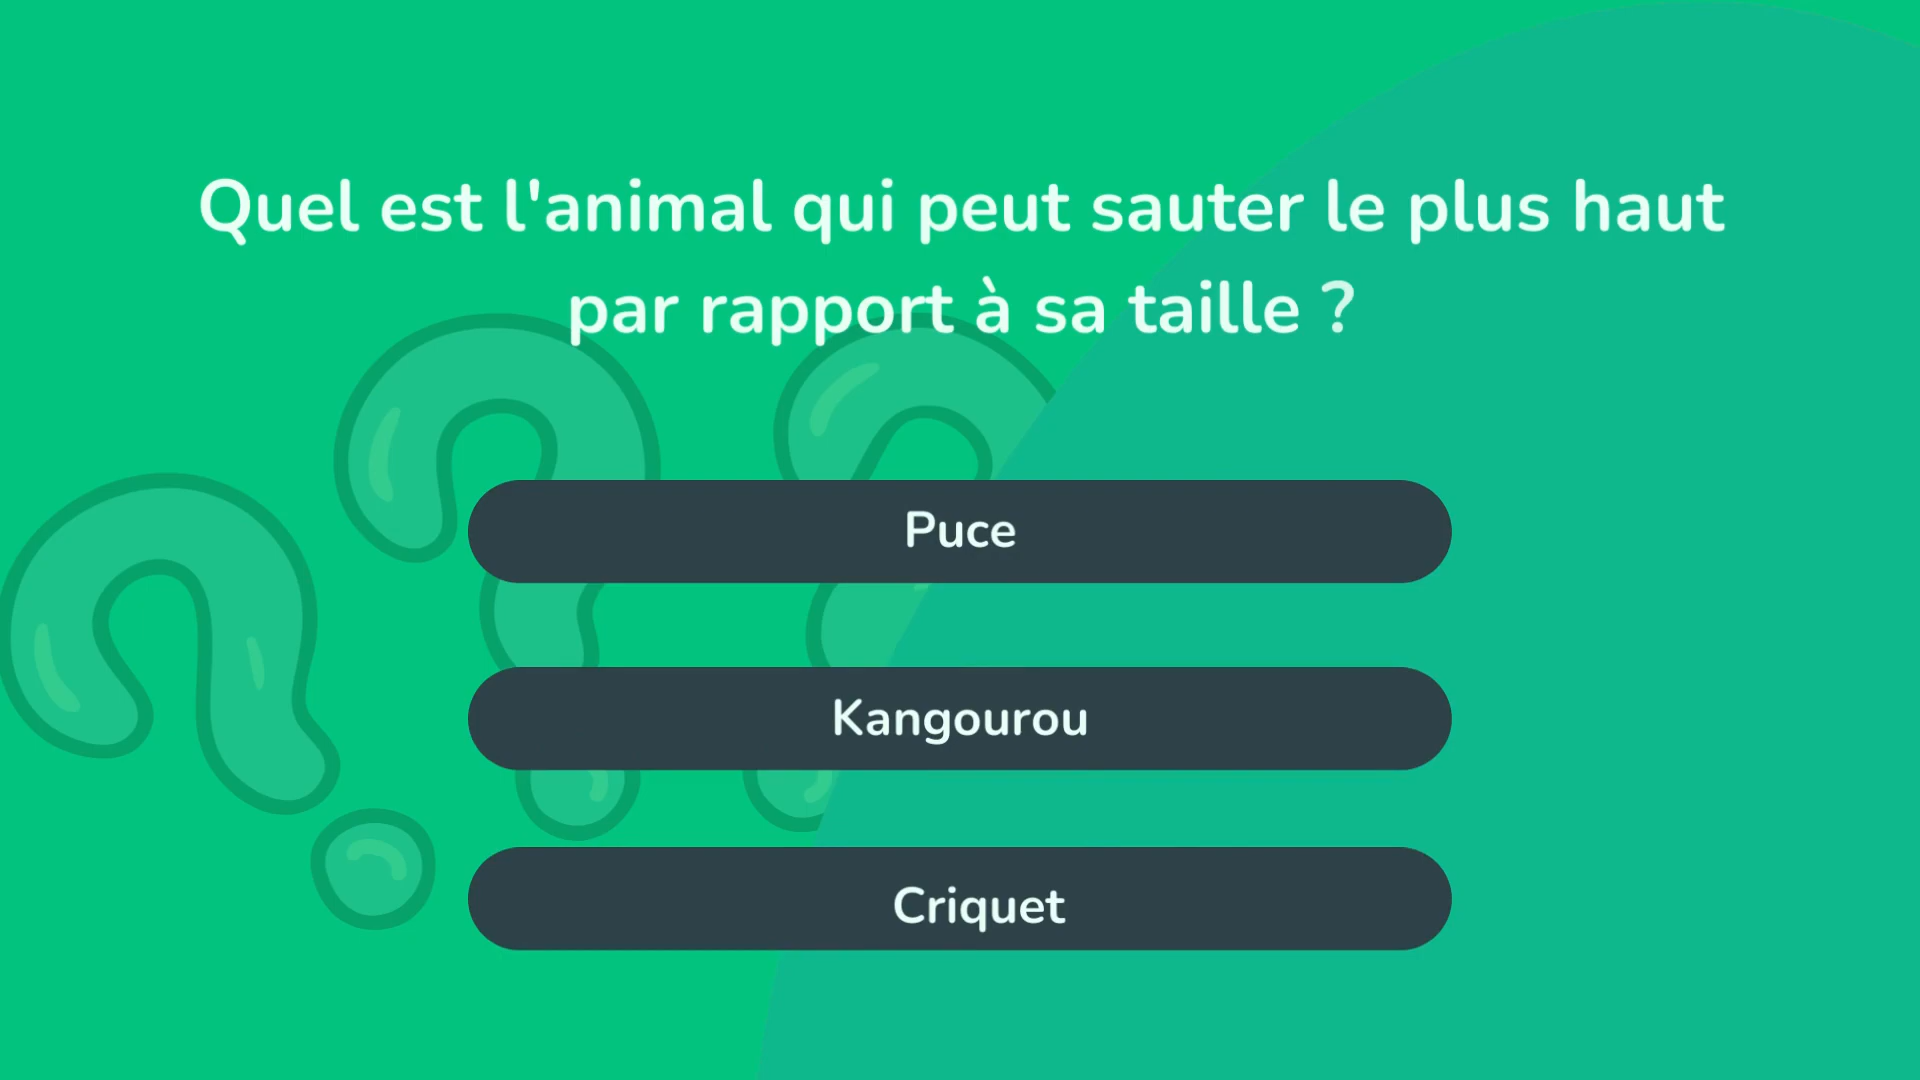 Quel est l'animal qui peut sauter le plus haut
par rapport à sa taille ?
Puce
Kangourou
Criquet